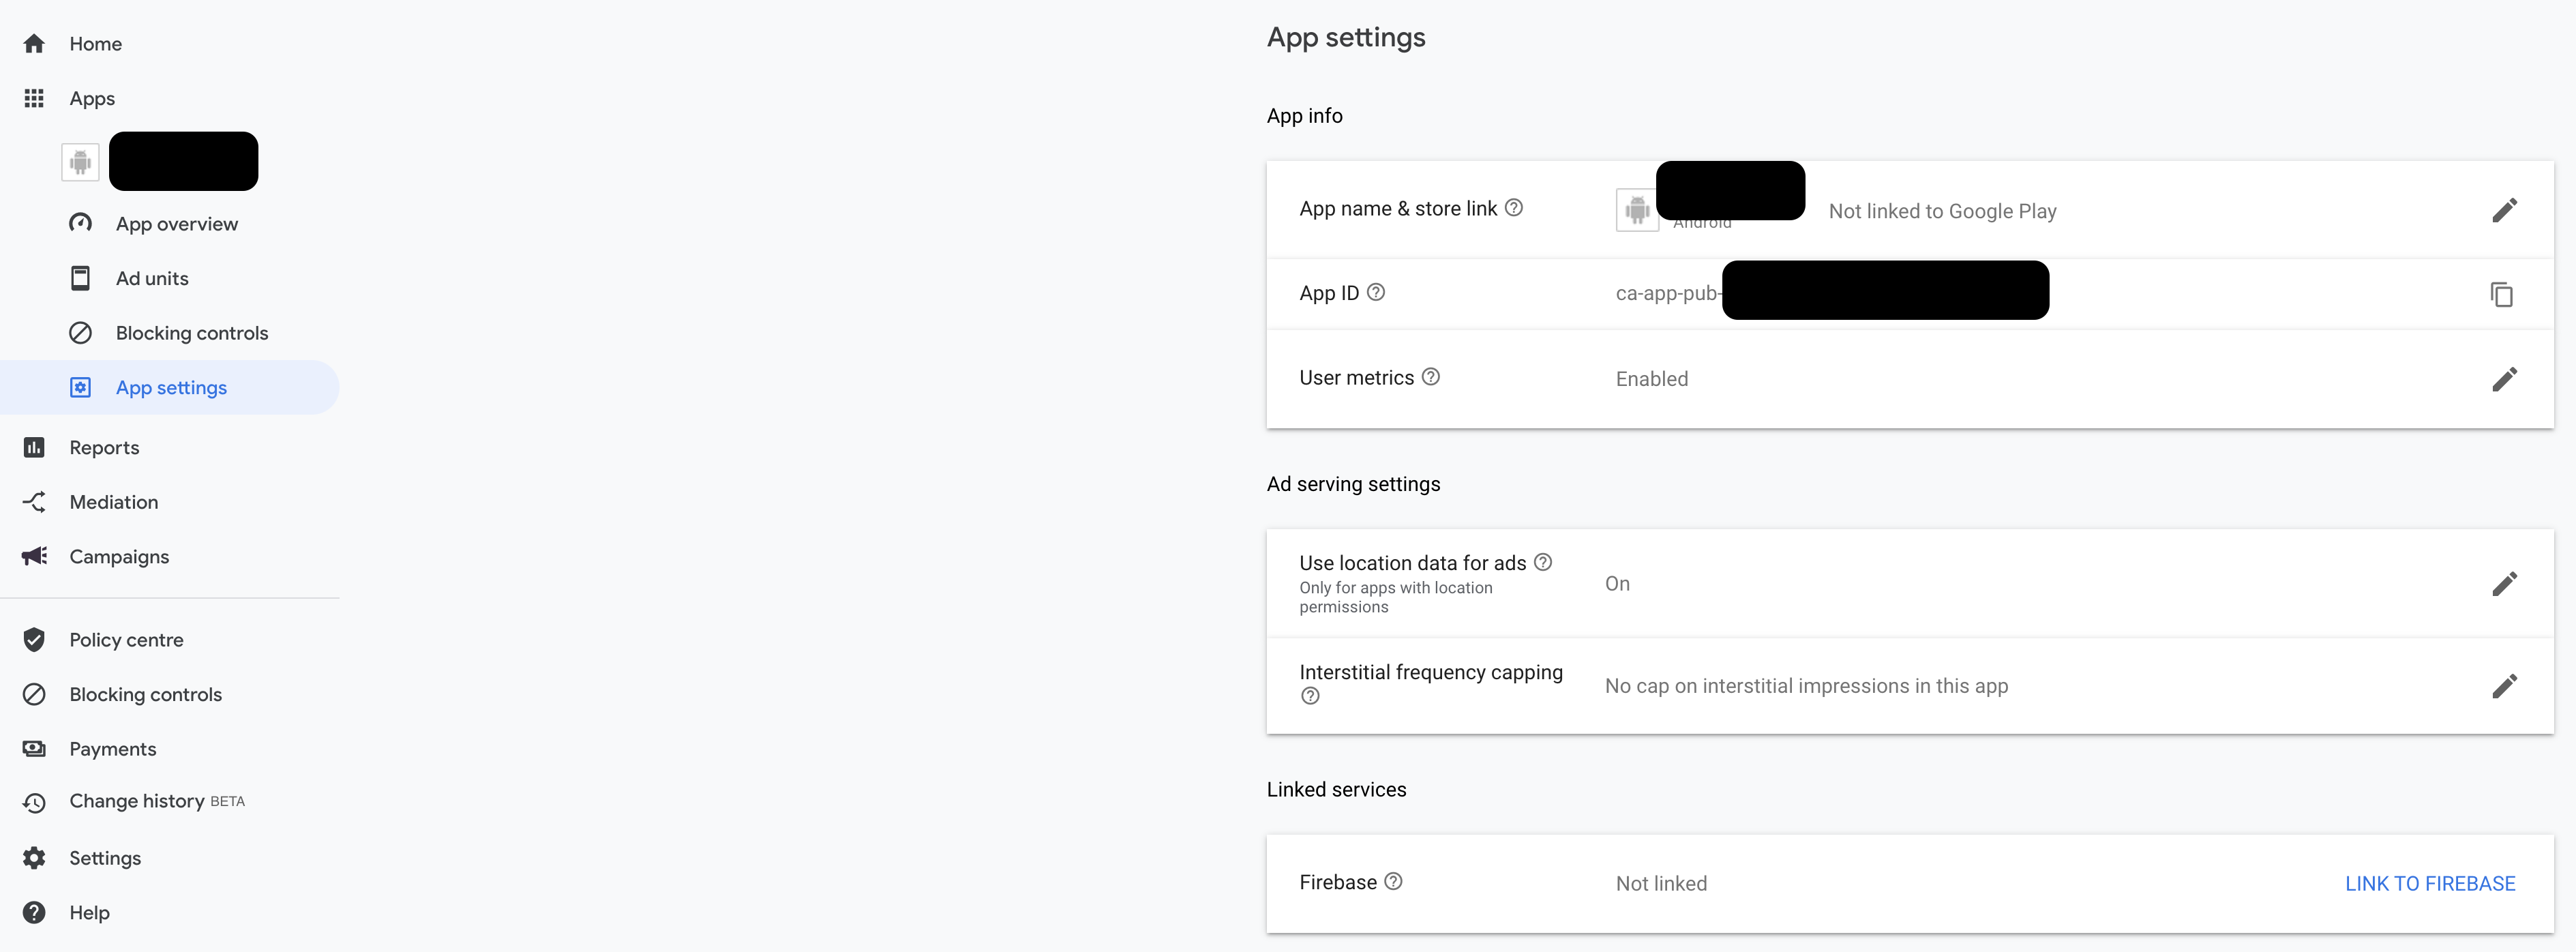 Home
Apps
App overview
Ad units
Blocking controls
App settings
Reports
Mediation
Campaigns
Policy centre
Blocking controls
Payments
Change history BETA
Settings
Help
App settings
App info
App name & store link
Android
Not linked to Google Play
App ID
ca-app-pub-
User metrics
Enabled
Ad serving settings
Use location data for ads
Only for apps with location
permissions
On
Interstitial frequency capping
No cap on interstitial impressions in this app
Linked services
Firebase
Not linked
LINK TO FIREBASE